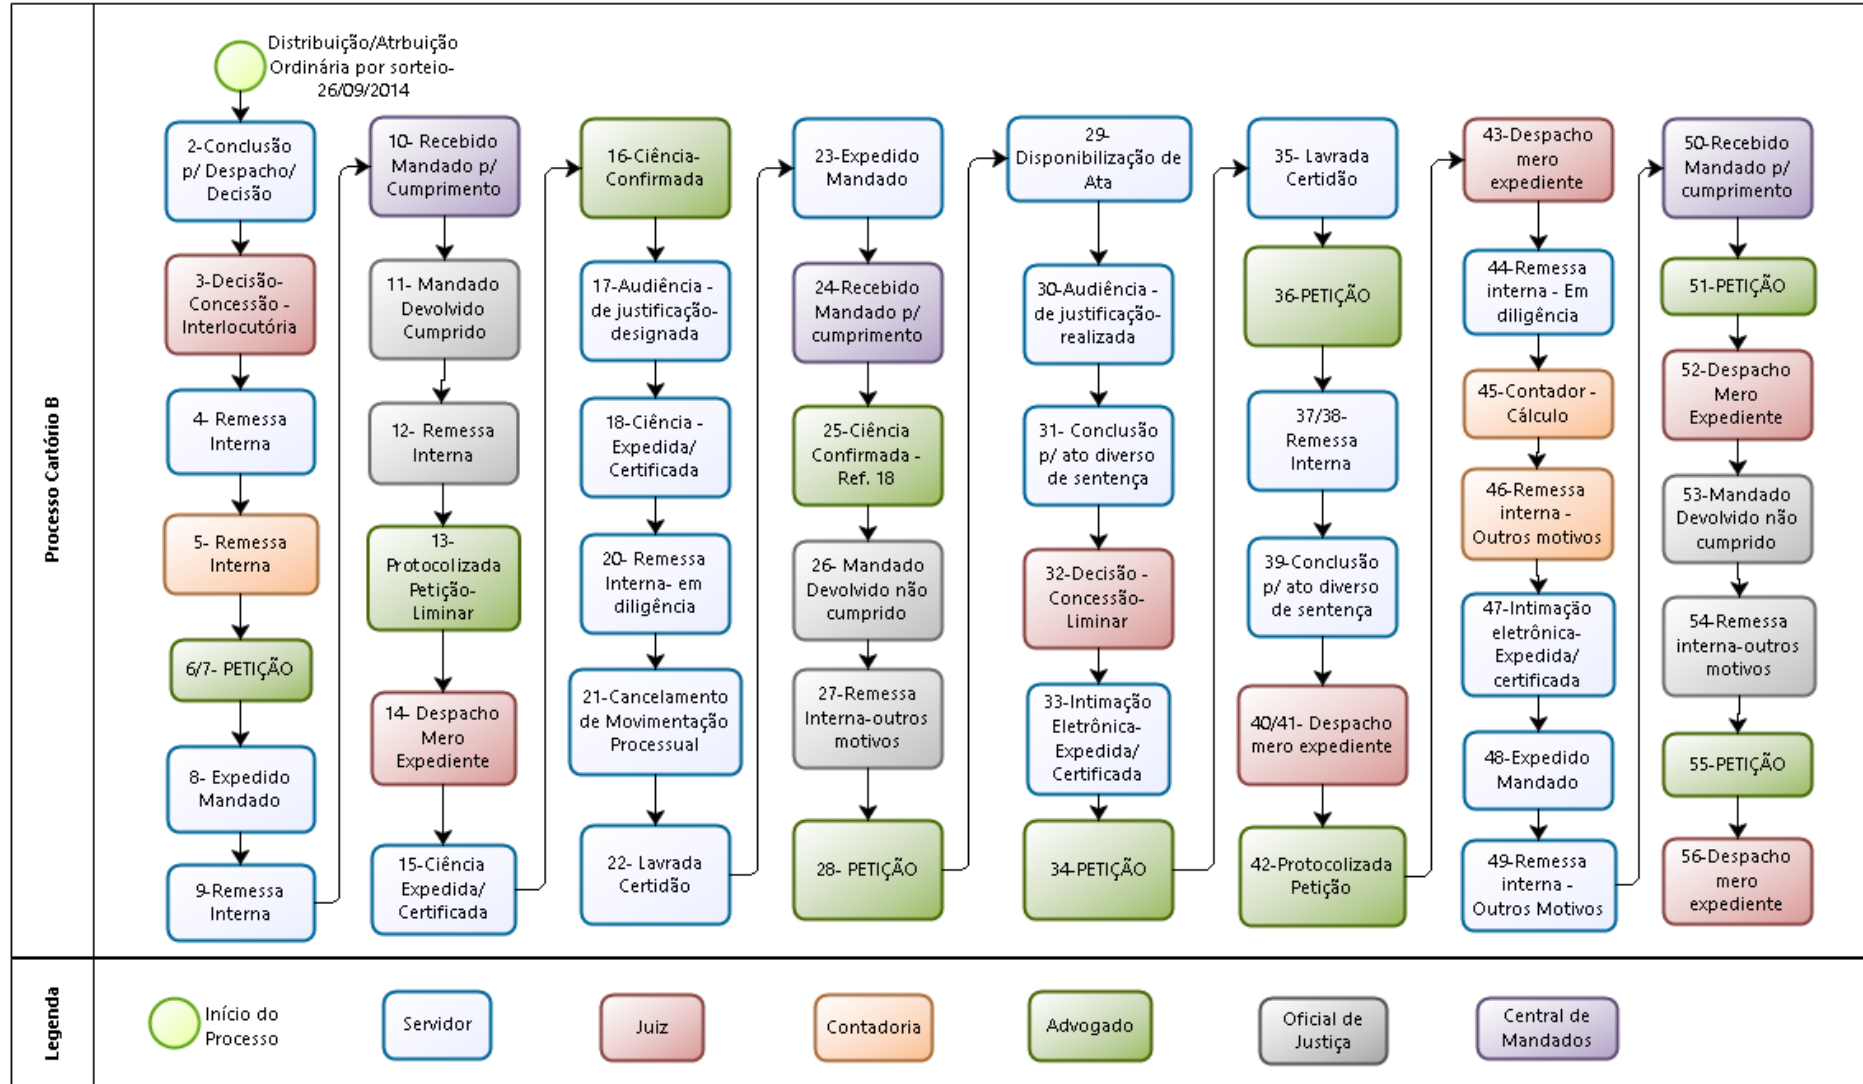 Processo Cartório B
Distribuição/Atrbuição
Ordinária por sorteio-
26/09/2014
2-Conclusão
p/ Despacho/
Decisão
3-Decisão-
Concessão -
Interlocutória
4- Remessa
Interna
5- Remessa
Interna
6/7- PETIÇÃO
8- Expedido
Mandado
9-Remessa
Interna
10- Recebido
Mandado p/
Cumprimento
11- Mandado
Devolvido
Cumprido
12- Remessa
Interna
13-
Protocolizada
Petição-
Liminar
14- Despacho
Mero
Expediente
15-Ciência
Expedida/
Certificada
16-Ciência-
Confirmada
17-Audiência -
de justificação-
designada
18-Ciência -
Expedida/
Certificada
20- Remessa
Interna- em
diligência
21-Cancelamento
de Movimentação
Processual
22- Lavrada
Certidão
23-Expedido
Mandado
24-Recebido
Mandado p/
cumprimento
25-Ciência
Confirmada -
Ref. 18
26- Mandado
Devolvido não
cumprido
27-Remessa
Interna-outros
motivos
28- PETIÇÃO
29-
Disponibilização de
Ata
30-Audiência -
de justificação-
realizada
31- Conclusão
p/ ato diverso
de sentença
32-Decisão -
Concessão-
Liminar
33-Intimação
Eletrônica-
Expedida/
Certificada
34-PETIÇÃO
35- Lavrada
Certidão
36-PETIÇÃO
37/38-
Remessa
Interna
39-Conclusão
p/ ato diverso
de sentença
40/41- Despacho
mero expediente
42-Protocolizada
Petição
43-Despacho
mero
expediente
44-Remessa
interna - Em
diligência
45-Contador -
Cálculo
46-Remessa
interna -
Outros motivos
47-Intimação
eletrônica-
Expedida/
certificada
48-Expedido
Mandado
49-Remessa
interna -
Outros Motivos
50-Recebido
Mandado p/
cumprimento
51-PETIÇÃO
52-Despacho
Mero
Expediente
53-Mandado
Devolvido não
cumprido
54-Remessa
interna-outros
motivos
55-PETIÇÃO
56-Despacho
mero
expediente
Legenda
Início do
Processo
Servidor
Juiz
Contadoria
Advogado
Oficial de
Justiça
Central de
Mandados